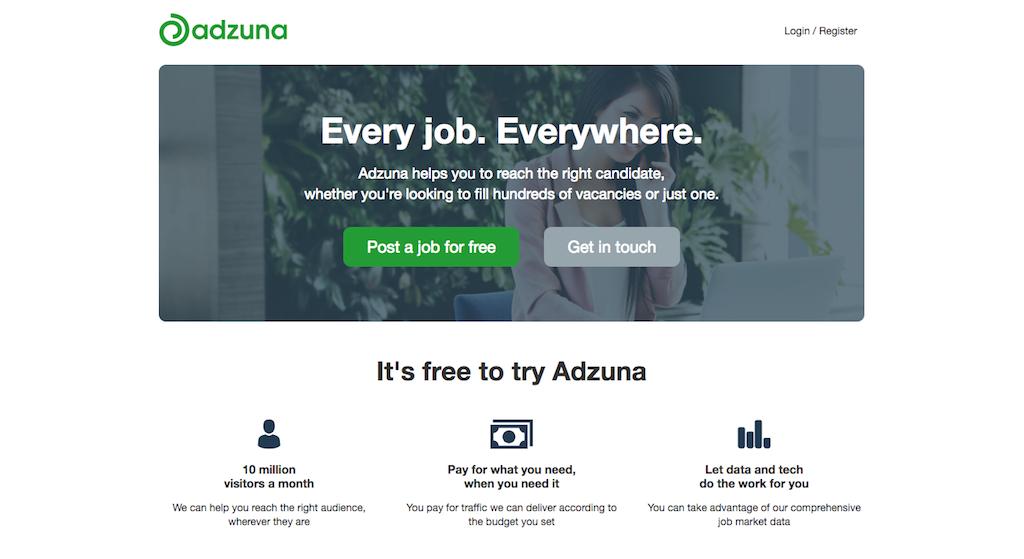 adzuna
Login / Register
Every job. Everywhere.
Adzuna helps you to reach the right candidate,
whether you're looking to fill hundreds of vacancies or just one.
Post a job for free
Get in touch
It's free to try Adzuna
10 million
visitors a month
We can help you reach the right audience,
wherever they are
Pay for what you need,
when you need it
You pay for traffic we can deliver according to
the budget you set
Let data and tech
do the work for you
You can take advantage of our comprehensive
job market data